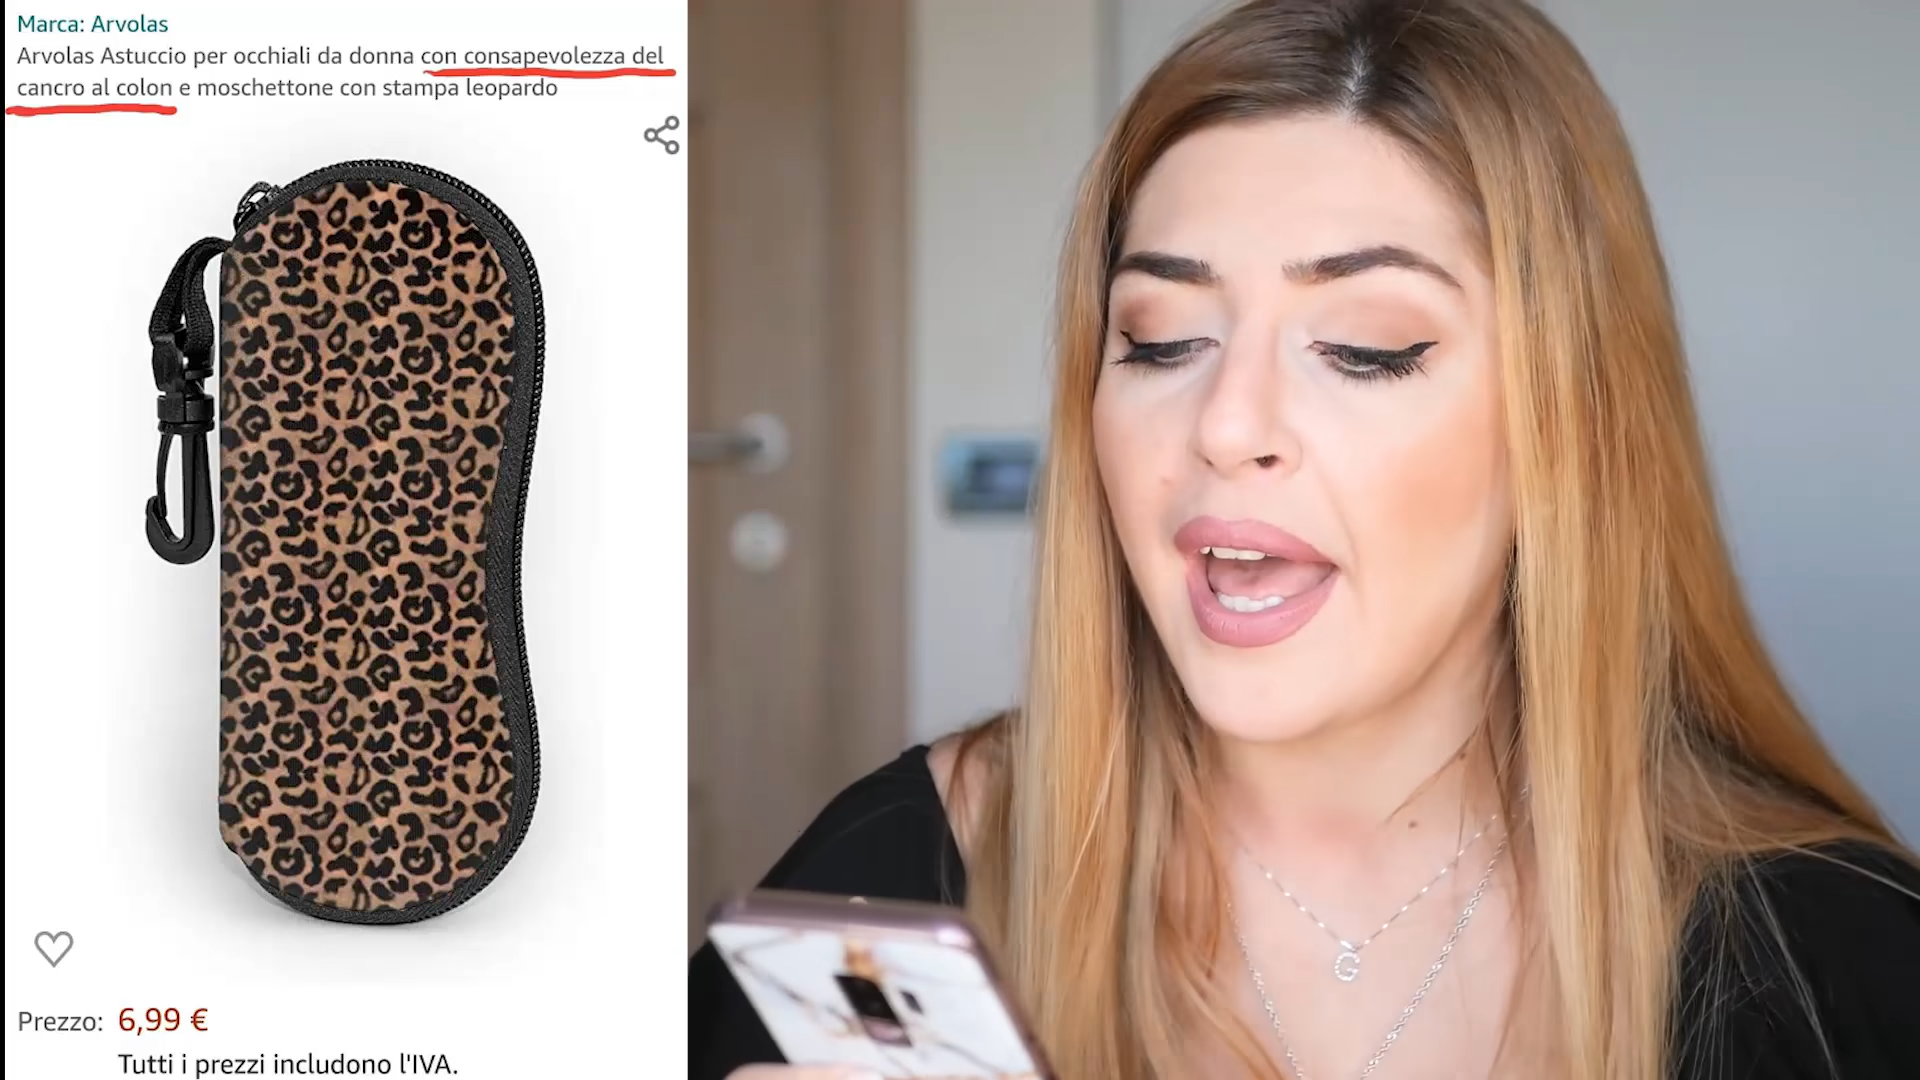 Marca: Arvolas
Arvolas Astuccio per occhiali da donna con consapevolezza del
cancro al colon e moschettone con stampa leopardo
Prezzo: 6,99 €
Tutti i prezzi includono l'IVA.
G